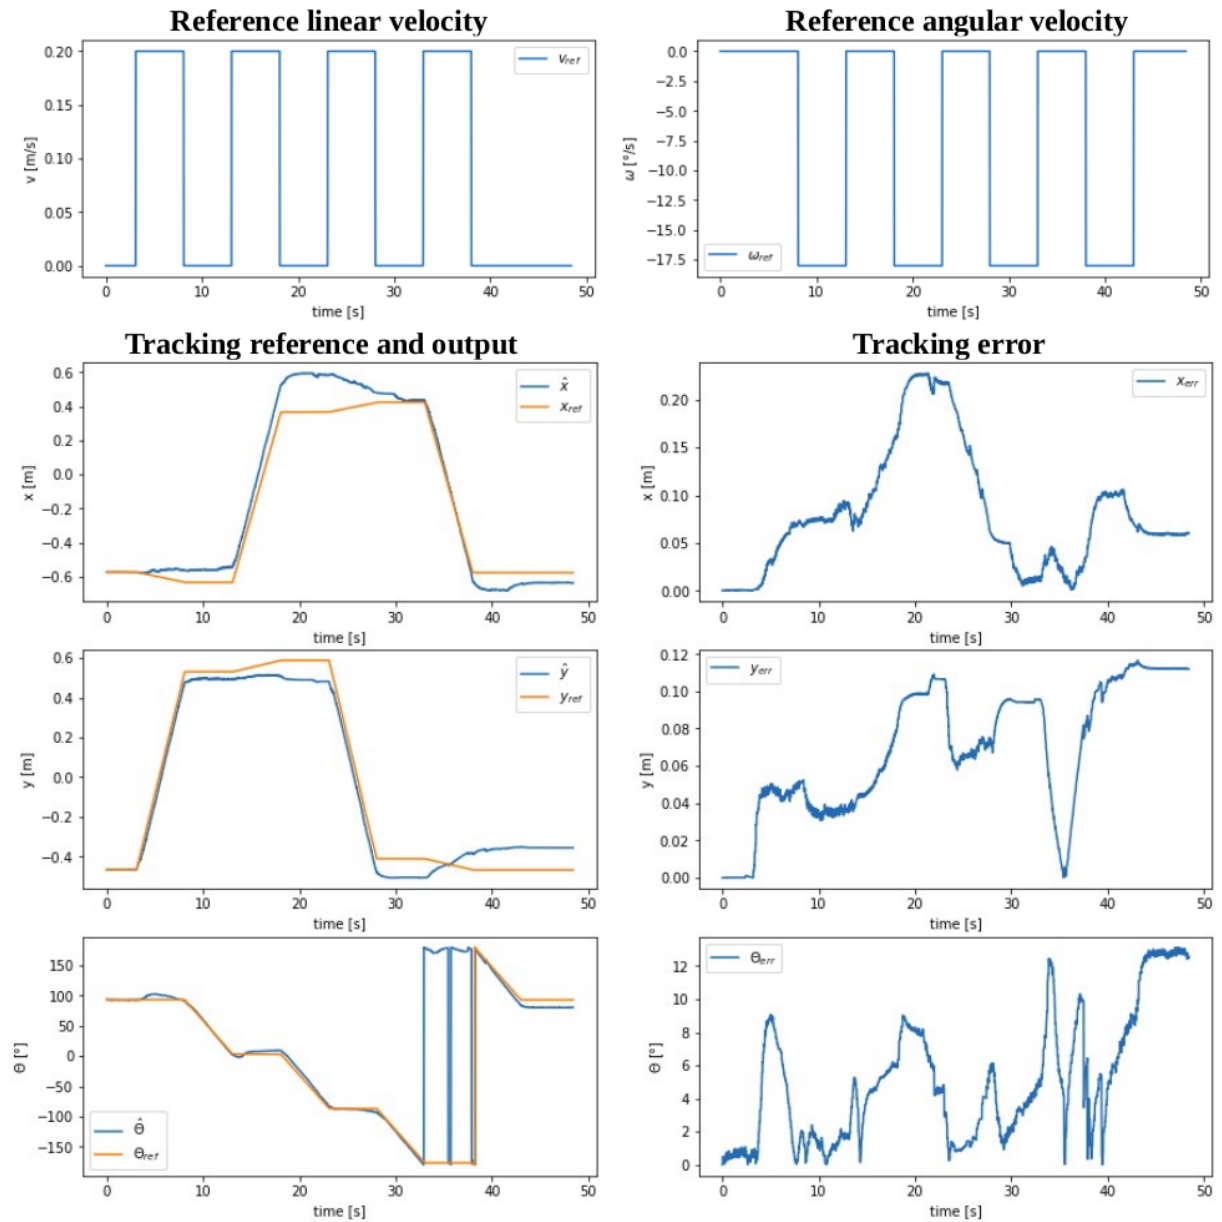 Reference linear velocity
0.20
0.15
0.10
0.05
0.00
v [m/s]
v_ref
0 10 20 30 40 50
time [s]
Reference angular velocity
0.0
−2.5
−5.0
−7.5
−10.0
−12.5
−15.0
−17.5
ω [°/s]
ω_ref
0 10 20 30 40 50
time [s]
Tracking reference and output
0.6
0.4
0.2
0.0
−0.2
−0.4
−0.6
x [m]
x̂
x_ref
0 10 20 30 40 50
time [s]
Tracking error
0.20
0.15
0.10
0.05
0.00
x [m]
x_err
0 10 20 30 40 50
time [s]
0.6
0.4
0.2
0.0
−0.2
−0.4
y [m]
ŷ
y_ref
0 10 20 30 40 50
time [s]
0.12
0.10
0.08
0.06
0.04
0.02
0.00
y [m]
y_err
0 10 20 30 40 50
time [s]
150
100
50
0
−50
−100
−150
Θ [°]
Θ̂
Θ_ref
0 10 20 30 40 50
time [s]
12
10
8
6
4
2
0
Θ [°]
Θ_err
0 10 20 30 40 50
time [s]